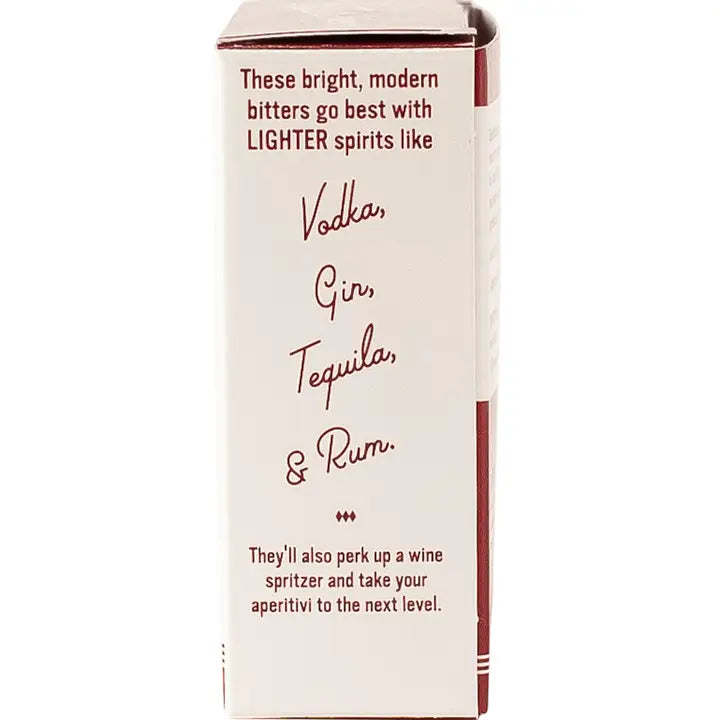 These bright, modern
bitters go best with
LIGHTER spirits like
Vodka,
Gin,
Tequila,
& Rum.
They'll also perk up a wine
spritzer and take your
aperitivi to the next level.